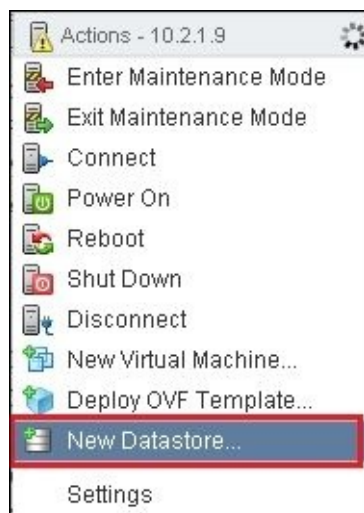 Actions - 10.2.1.9
Enter Maintenance Mode
Exit Maintenance Mode
Connect
Power On
Reboot
Shut Down
Disconnect
New Virtual Machine...
Deploy OVF Template...
New Datastore...
Settings